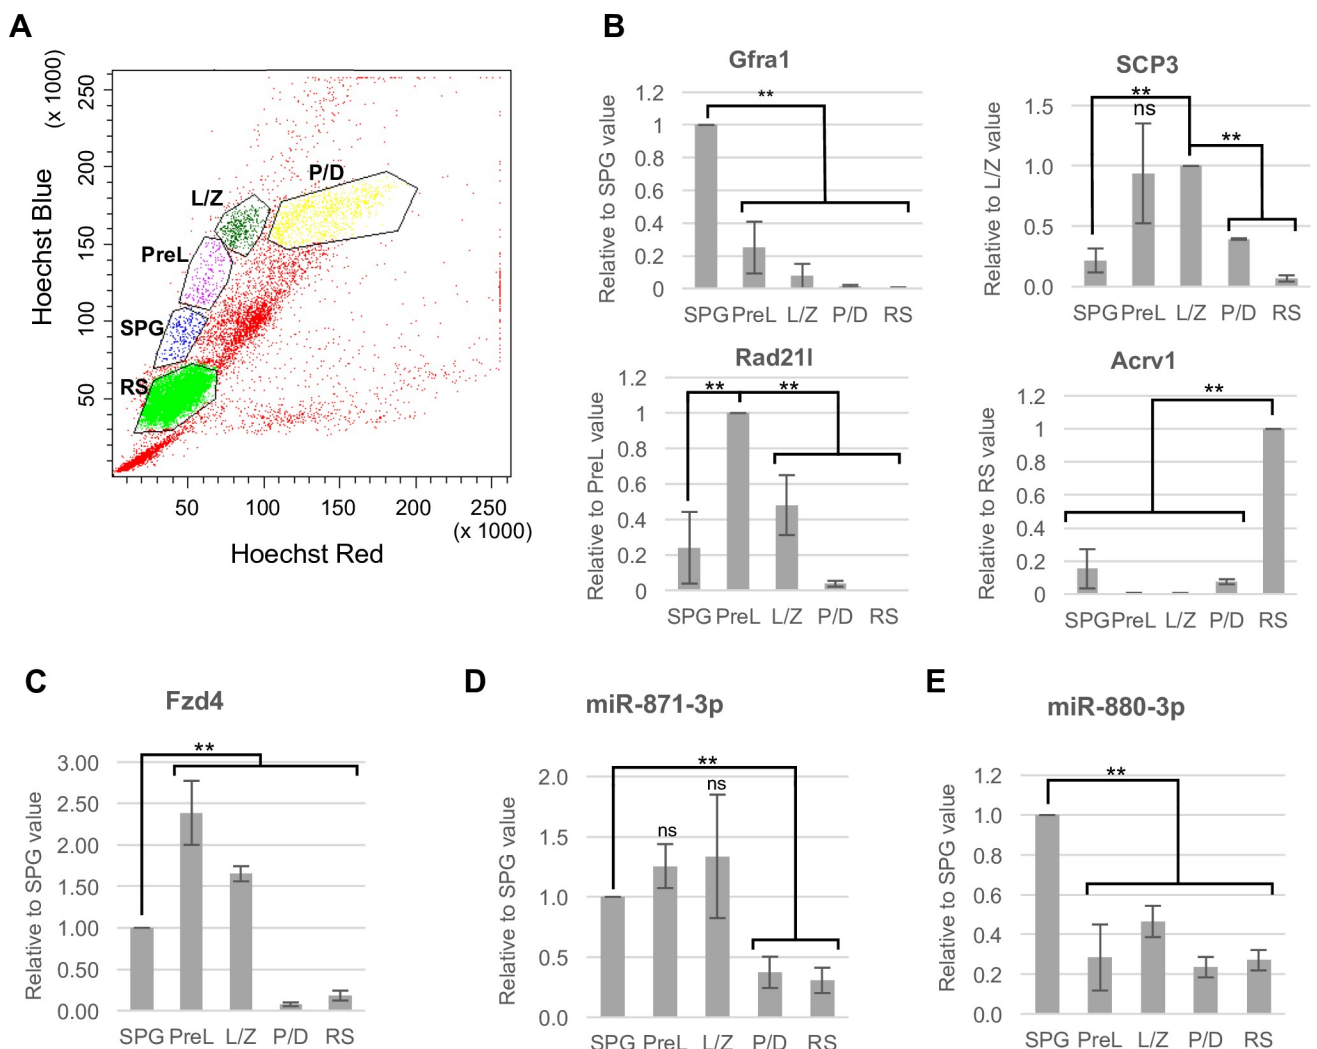 A
Hoechst Blue
(x 1000)
250
200
150
100
50
P/D
L/Z
PreL
SPG
RS
50
100
150
200
250
(x 1000)
Hoechst Red
B
Gfra1
Relative to SPG value
1.2
1
0.8
0.6
0.4
0.2
0
**
SPG PreL L/Z P/D RS
SCP3
Relative to L/Z value
1.5
1.0
0.5
0.0
**
ns
**
SPG PreL L/Z P/D RS
Rad21l
Relative to PreL value
1.2
1
0.8
0.6
0.4
0.2
0
** **
SPG PreL L/Z P/D RS
Acrv1
Relative to RS value
1.2
1
0.8
0.6
0.4
0.2
0
**
SPG PreL L/Z P/D RS
C
Fzd4
Relative to SPG value
3.00
2.50
2.00
1.50
1.00
0.50
0.00
**
SPG PreL L/Z P/D RS
D
miR-871-3p
Relative to SPG value
2.0
1.5
1.0
0.5
0.0
**
ns
ns
SPG PreL L/Z P/D RS
E
miR-880-3p
Relative to SPG value
1.2
1.0
0.8
0.6
0.4
0.2
0.0
**
SPG PreL L/Z P/D RS